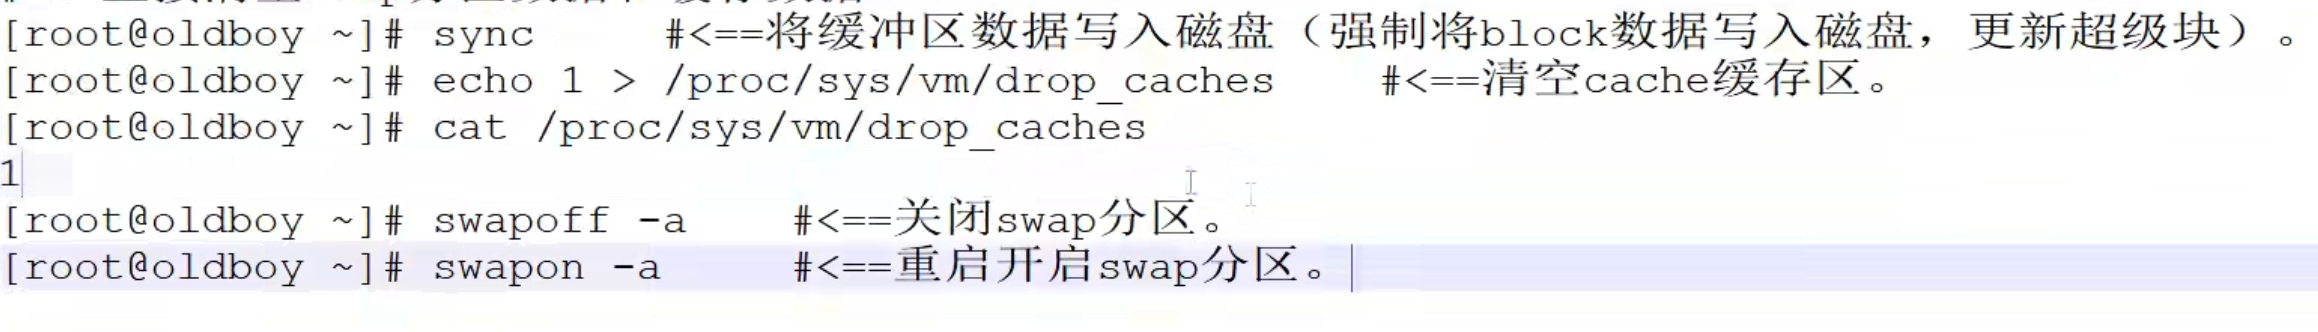 [root@oldboy ~]# sync     #<==将缓冲区数据写入磁盘（强制将block数据写入磁盘，更新超级块）。
[root@oldboy ~]# echo 1 > /proc/sys/vm/drop_caches    #<==清空cache缓存区。
[root@oldboy ~]# cat /proc/sys/vm/drop_caches
1
[root@oldboy ~]# swapoff -a    #<==关闭swap分区。
[root@oldboy ~]# swapon -a     #<==重启开启swap分区。